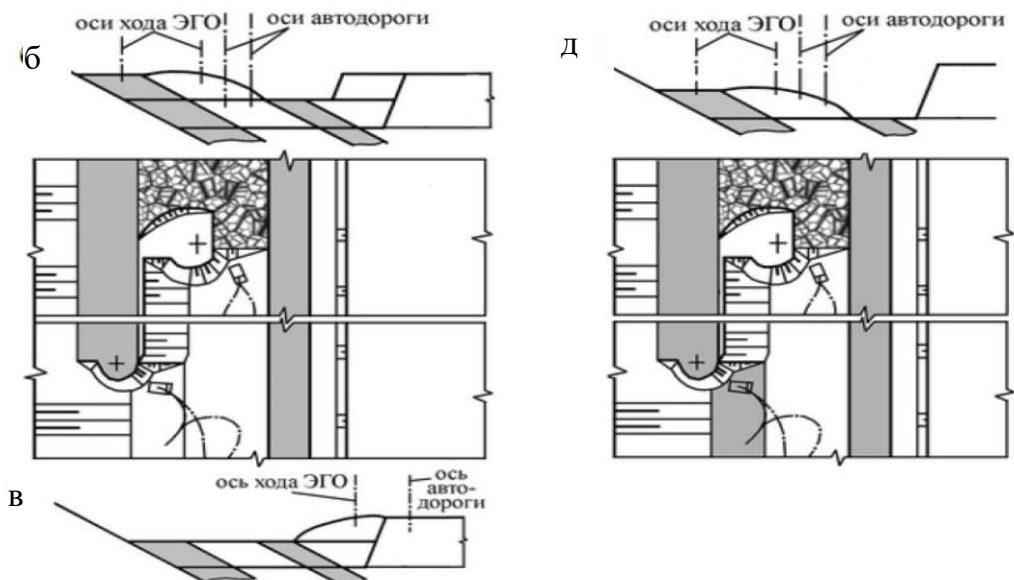 б
оси хода ЭГО
оси автодороги
д
оси хода ЭГО
оси автодороги
в
ось хода ЭГО
ось
авто-
дороги